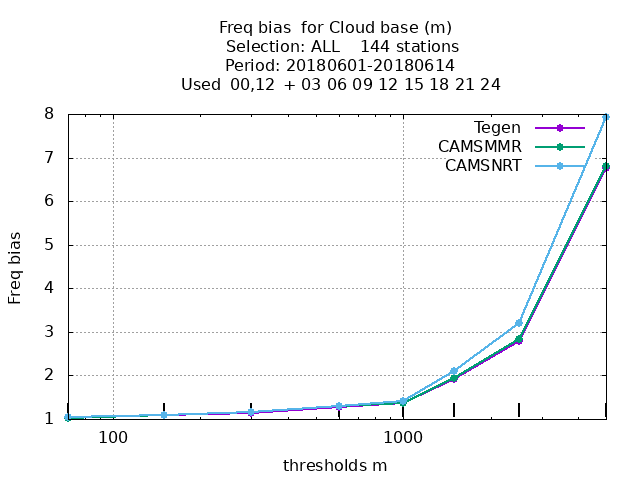 Freq bias  for Cloud base (m)
Selection: ALL    144 stations
Period: 20180601-20180614
Used  00,12  + 03 06 09 12 15 18 21 24
Tegen
CAMSMMR
CAMSNRT
8
7
6
5
4
3
2
1
Freq bias
100
1000
thresholds m